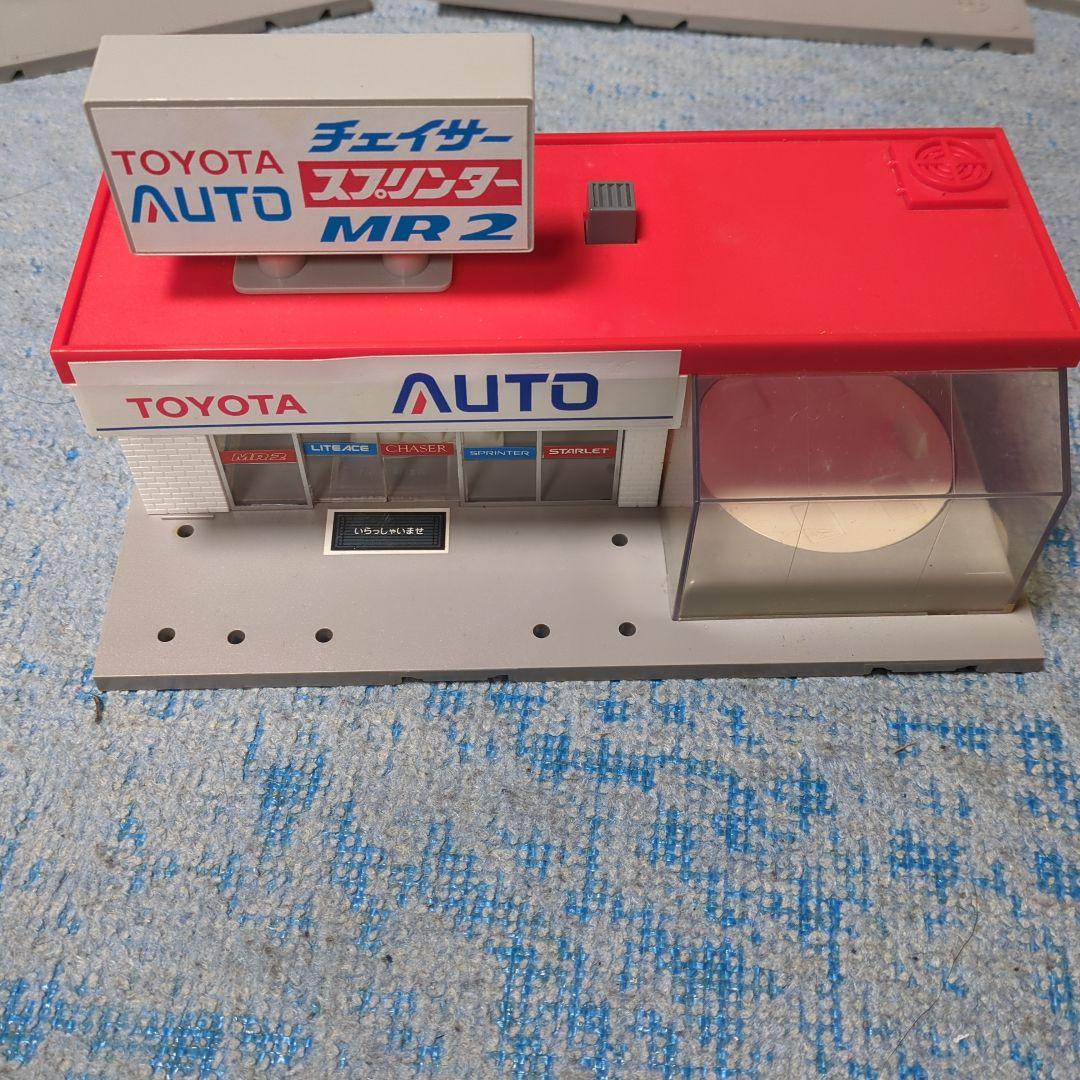 TOYOTA
AUTO
チェイサー
スプリンター
MR2
TOYOTA AUTO
MR2
LITEACE
CHASER
SPRINTER
STARLET
いらっしゃいませ